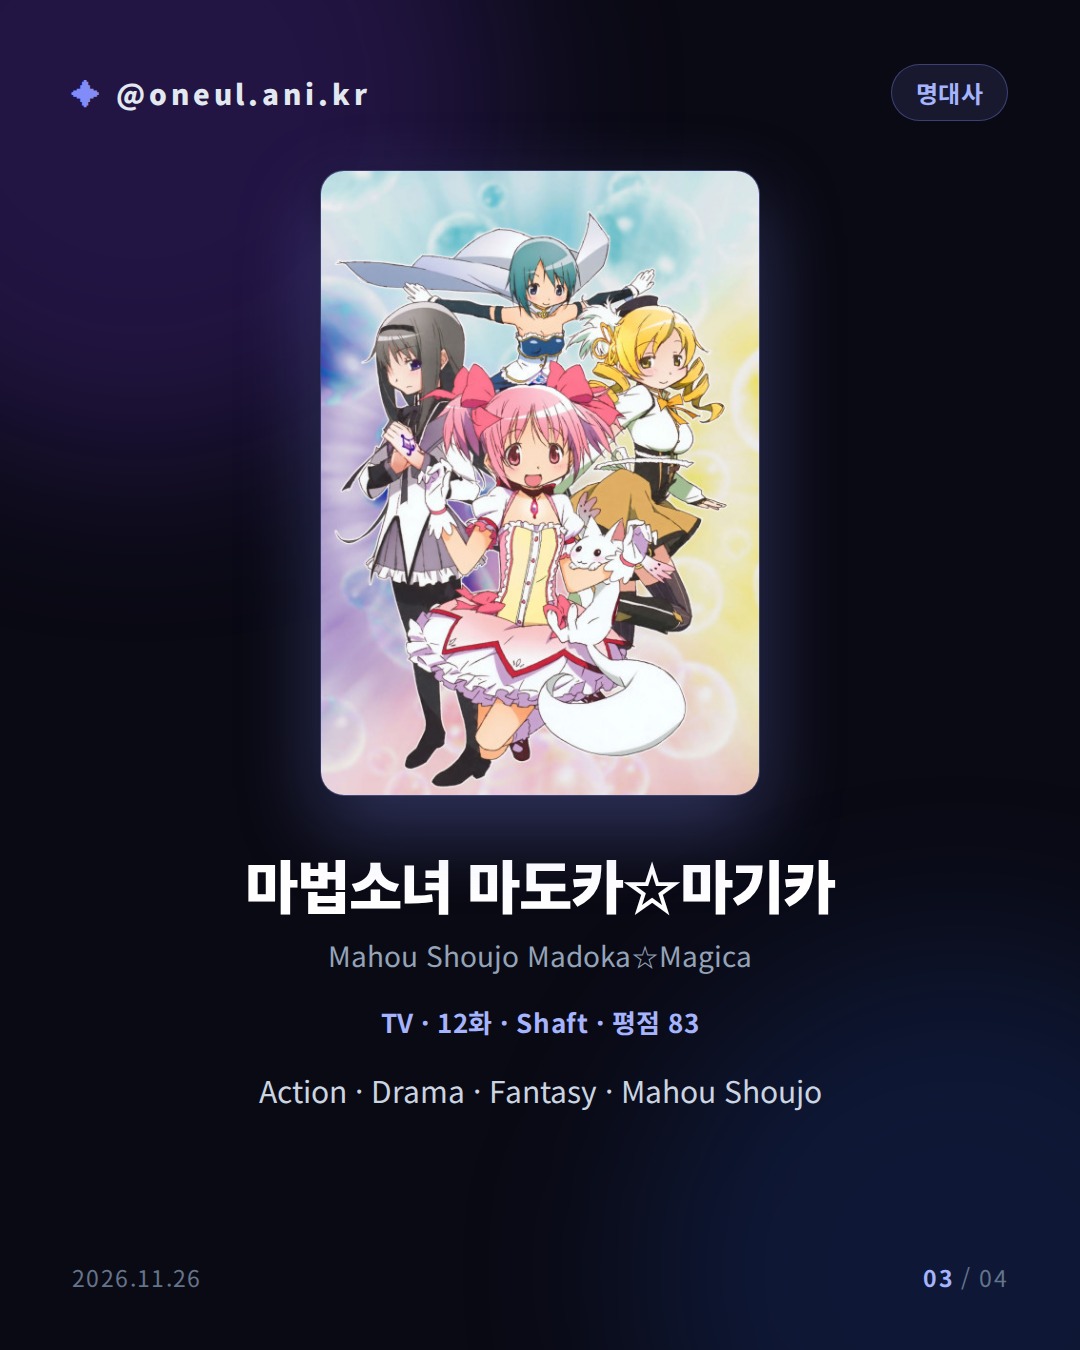 @oneul.ani.kr
명대사
마법소녀 마도카☆마기카
Mahou Shoujo Madoka☆Magica
TV · 12화 · Shaft · 평점 83
Action · Drama · Fantasy · Mahou Shoujo
2026.11.26
03 / 04